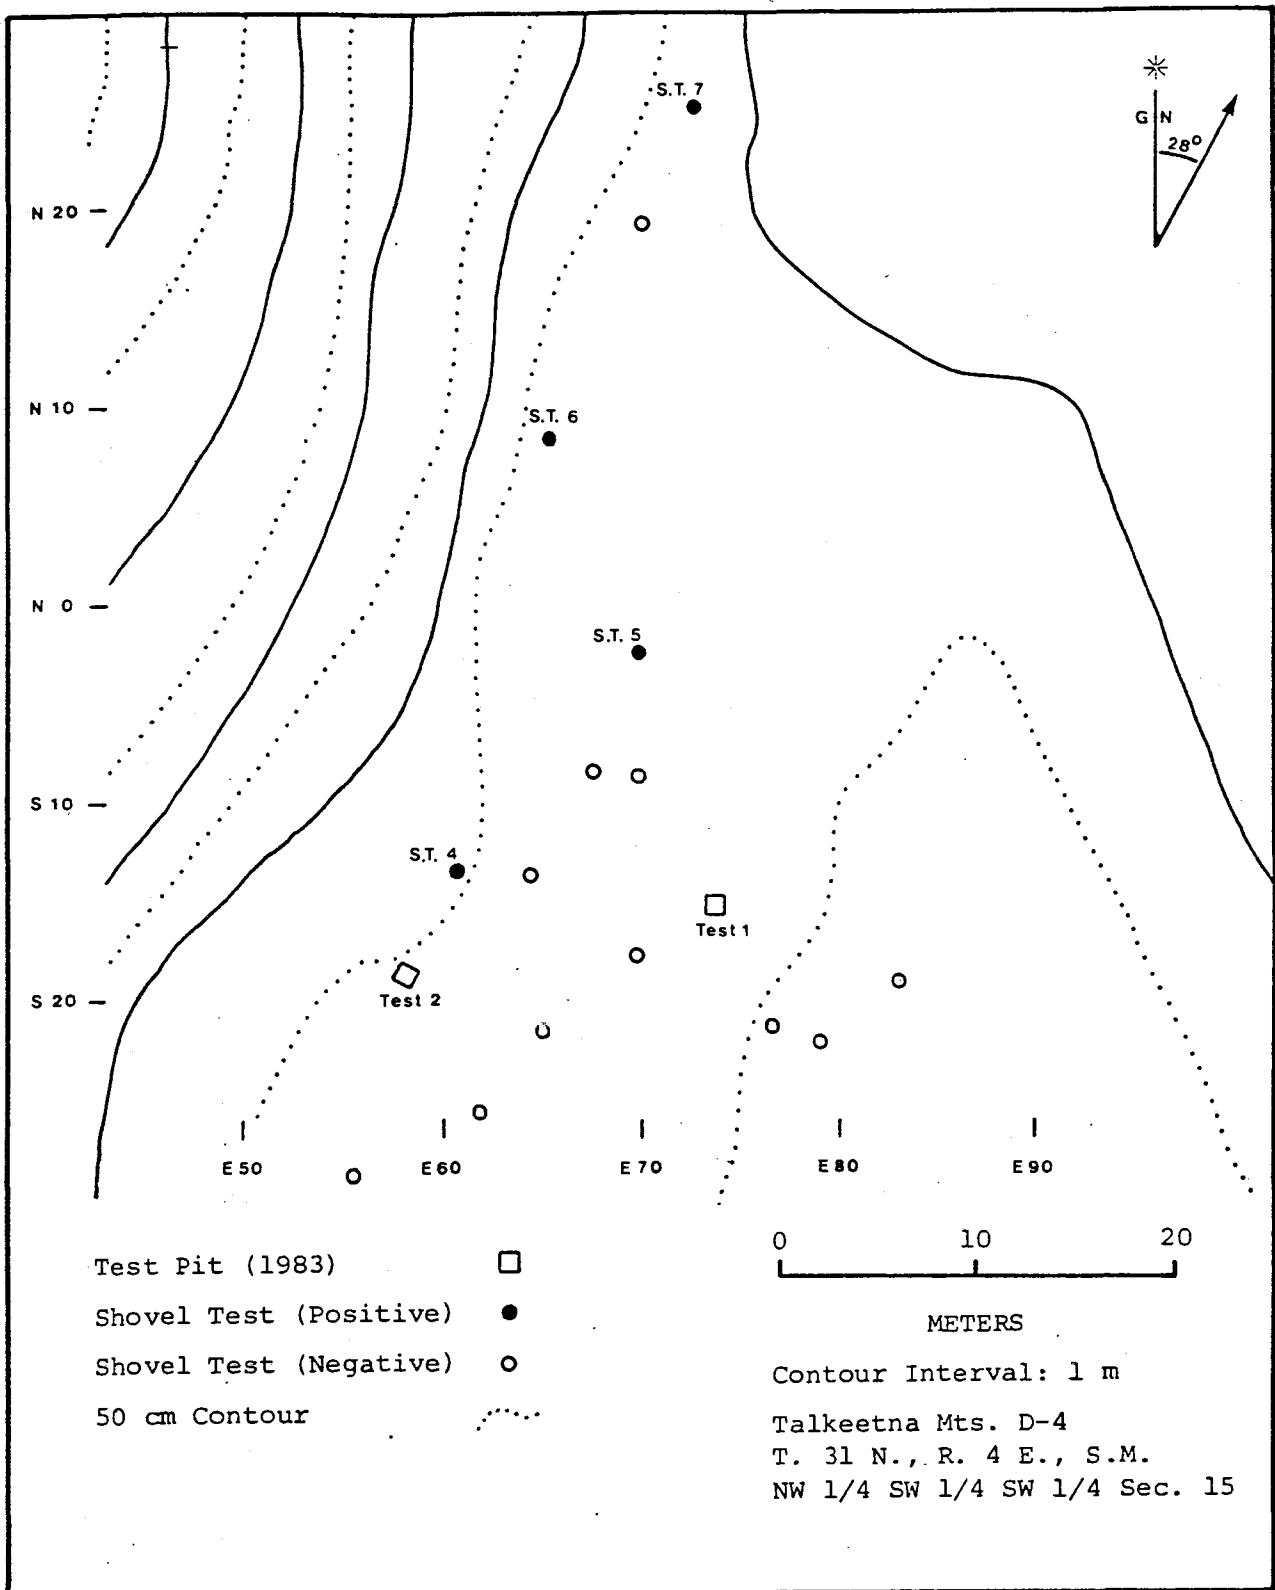 S.T. 7
G N
28°
N 20
N 10
S.T. 6
N 0
S.T. 5
S 10
S.T. 4
Test 1
S 20
Test 2
E 50
E 60
E 70
E 80
E 90
0 10 20
METERS
Test Pit (1983)
Shovel Test (Positive)
Shovel Test (Negative)
50 cm Contour
Contour Interval: 1 m
Talkeetna Mts. D-4
T. 31 N., R. 4 E., S.M.
NW 1/4 SW 1/4 SW 1/4 Sec. 15